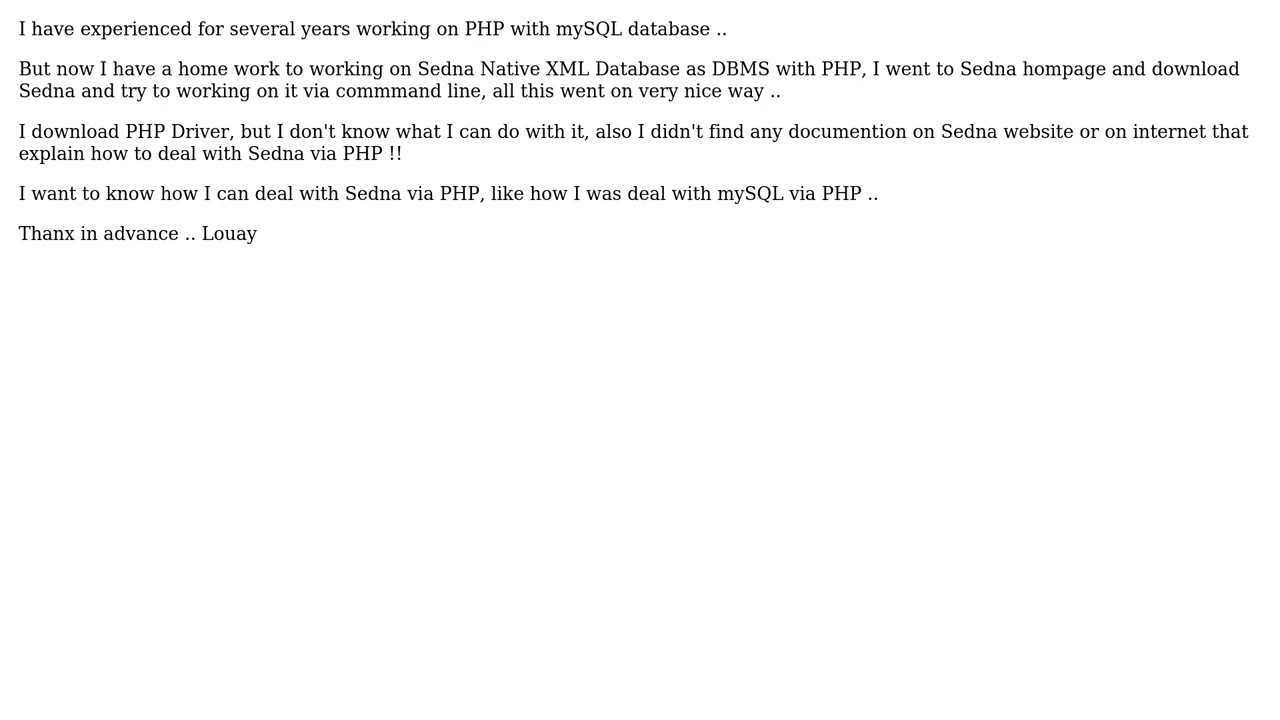 I have experienced for several years working on PHP with mySQL database ..
But now I have a home work to working on Sedna Native XML Database as DBMS with PHP, I went to Sedna hompage and download
Sedna and try to working on it via commmand line, all this went on very nice way ..
I download PHP Driver, but I don't know what I can do with it, also I didn't find any documention on Sedna website or on internet that
explain how to deal with Sedna via PHP !!
I want to know how I can deal with Sedna via PHP, like how I was deal with mySQL via PHP ..
Thanx in advance .. Louay